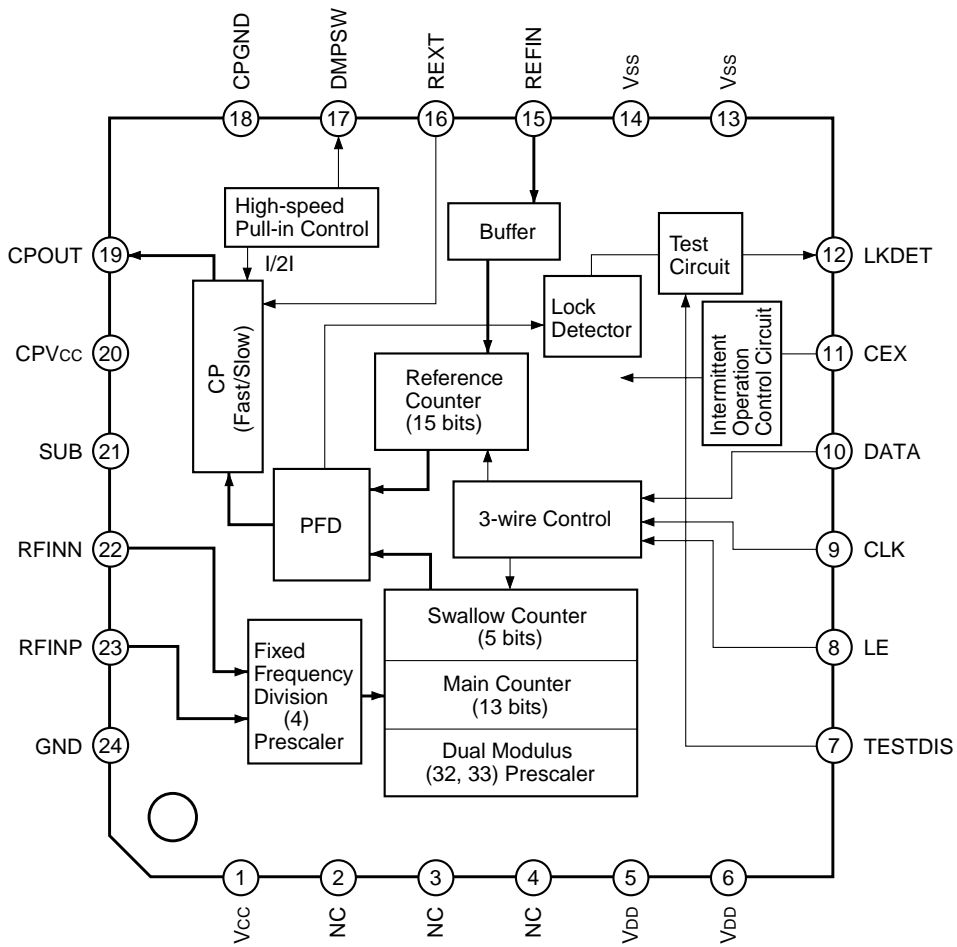 CPGND
DMPSW
REXT
REFIN
VSS
VSS
18
17
16
15
14
13
High-speed
Pull-in Control
I/2I
Buffer
Test
Circuit
CPOUT
19
12
LKDET
CP
(Fast/Slow)
Lock
Detector
Intermittent
Operation
Control Circuit
CPVCC
20
11
CEX
Reference
Counter
(15 bits)
SUB
21
10
DATA
PFD
3-wire Control
RFINN
22
9
CLK
Swallow Counter
(5 bits)
RFINP
23
8
LE
Fixed
Frequency
Division
(4)
Prescaler
Main Counter
(13 bits)
GND
24
7
TESTDIS
Dual Modulus
(32, 33) Prescaler
1
2
3
4
5
6
VCC
NC
NC
NC
VDD
VDD